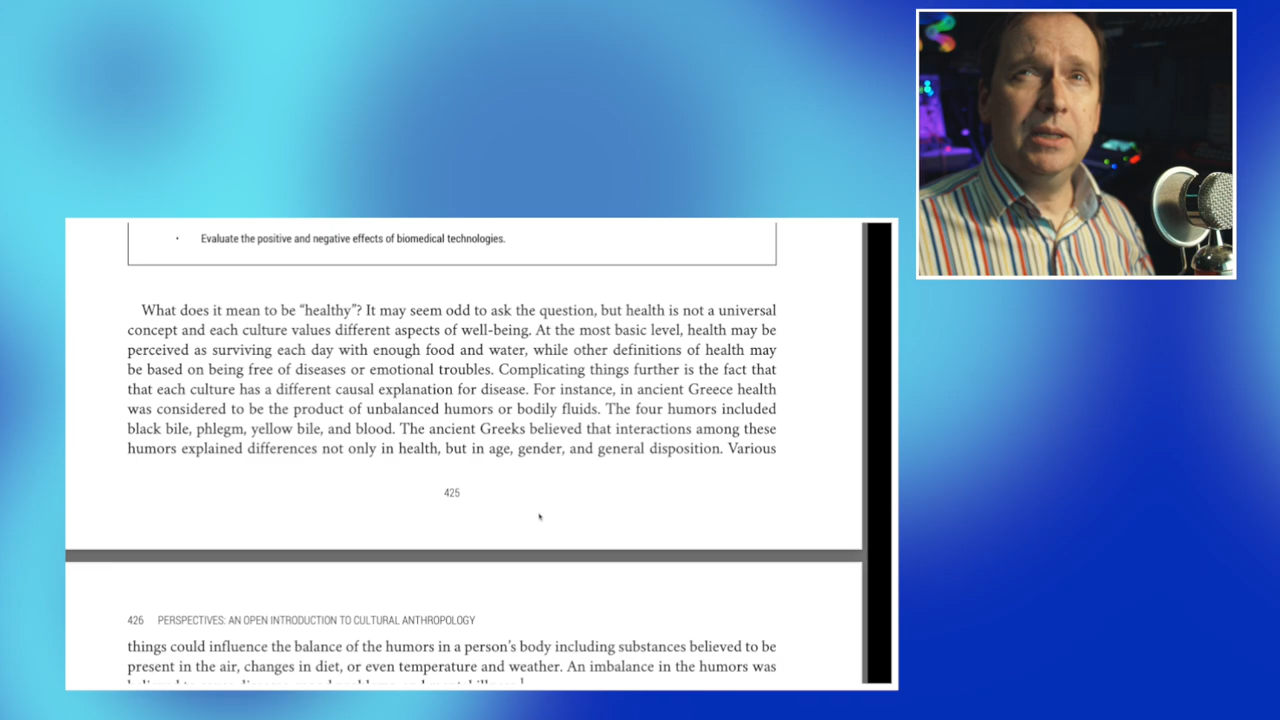 • Evaluate the positive and negative effects of biomedical technologies.
What does it mean to be “healthy”? It may seem odd to ask the question, but health is not a universal
concept and each culture values different aspects of well-being. At the most basic level, health may be
perceived as surviving each day with enough food and water, while other definitions of health may
be based on being free of diseases or emotional troubles. Complicating things further is the fact that
that each culture has a different causal explanation for disease. For instance, in ancient Greece health
was considered to be the product of unbalanced humors or bodily fluids. The four humors included
black bile, phlegm, yellow bile, and blood. The ancient Greeks believed that interactions among these
humors explained differences not only in health, but in age, gender, and general disposition. Various
425
426 PERSPECTIVES: AN OPEN INTRODUCTION TO CULTURAL ANTHROPOLOGY
things could influence the balance of the humors in a person’s body including substances believed to be
present in the air, changes in diet, or even temperature and weather. An imbalance in the humors was